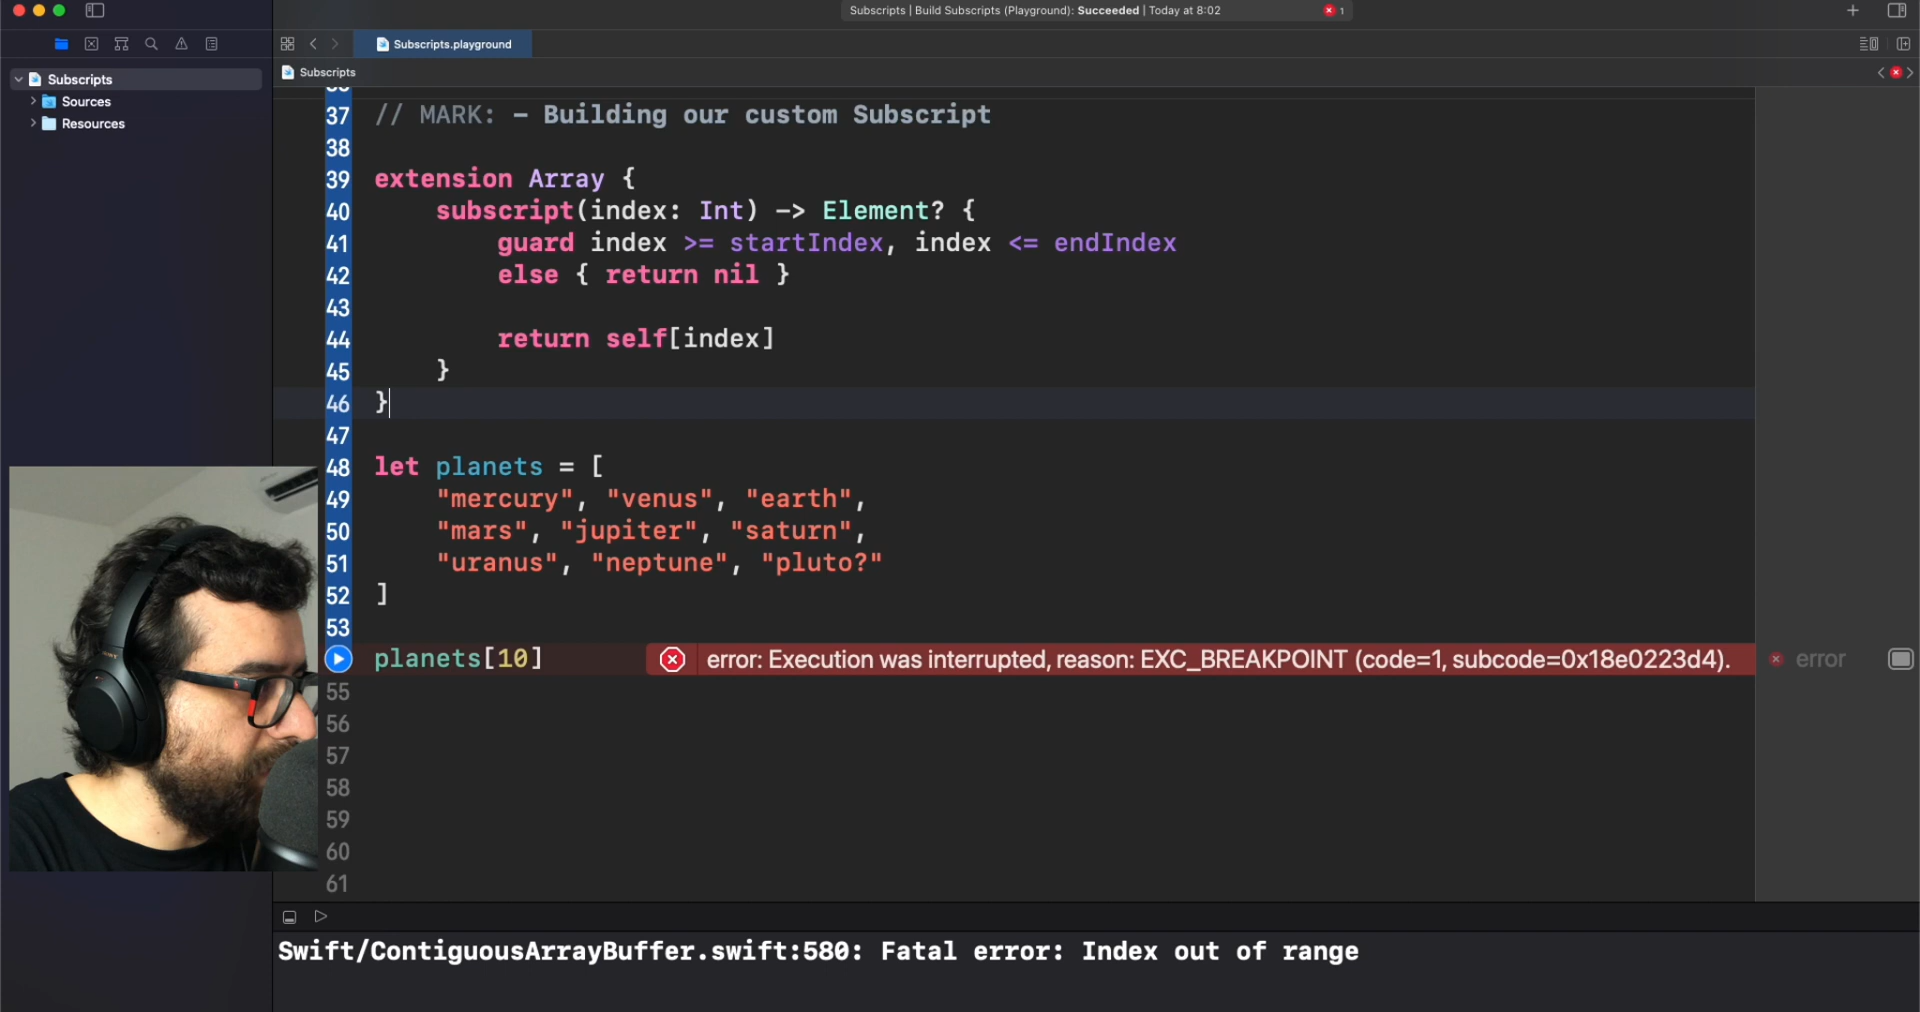 Subscripts | Build Subscripts (Playground): Succeeded | Today at 8:02
1
Subscripts.playground
Subscripts
Sources
Resources
Subscripts
37 // MARK: - Building our custom Subscript
38
39 extension Array {
40 subscript(index: Int) -> Element? {
41 guard index >= startIndex, index <= endIndex
42 else { return nil }
43
44 return self[index]
45 }
46 }
47
48 let planets = [
49 "mercury", "venus", "earth",
50 "mars", "jupiter", "saturn",
51 "uranus", "neptune", "pluto?"
52 ]
53
planets[10] error: Execution was interrupted, reason: EXC_BREAKPOINT (code=1, subcode=0x18e0223d4). error
55
56
57
58
59
60
61
Swift/ContiguousArrayBuffer.swift:580: Fatal error: Index out of range